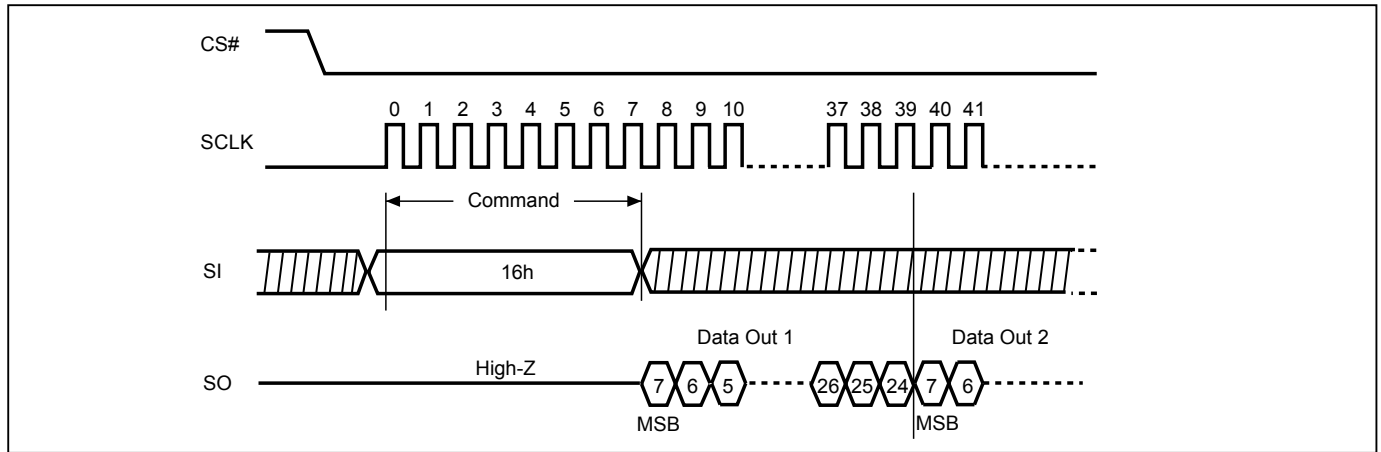 CS#
0 1 2 3 4 5 6 7 8 9 10 37 38 39 40 41
SCLK
Command
SI
16h
Data Out 1 Data Out 2
High-Z
SO
7 6 5 26 25 24 7 6
MSB MSB